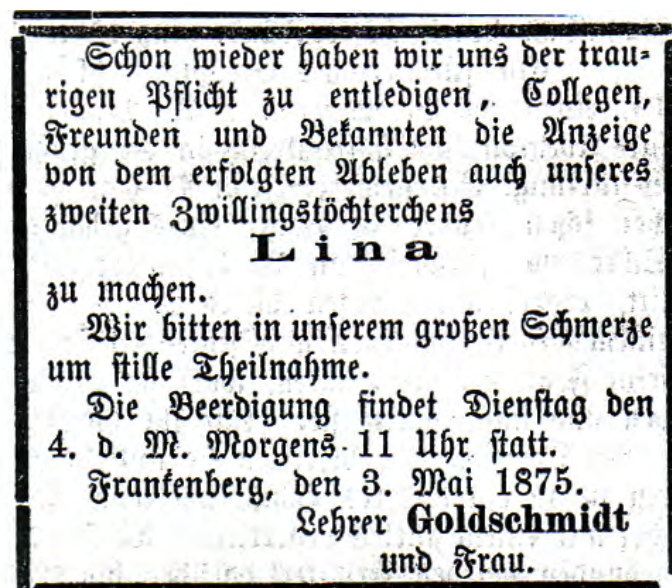 Schon wieder haben wir uns der trau-
rigen Pflicht zu entledigen, Collegen,
Freunden und Bekannten die Anzeige
von dem erfolgten Ableben auch unseres
zweiten Zwillingstöchterchens
Lina
zu machen.
Wir bitten in unserem großen Schmerze
um stille Theilnahme.
Die Beerdigung findet Dienstag den
4. d. M. Morgens 11 Uhr statt.
Frankenberg, den 3. Mai 1875.
Lehrer Goldschmidt
und Frau.